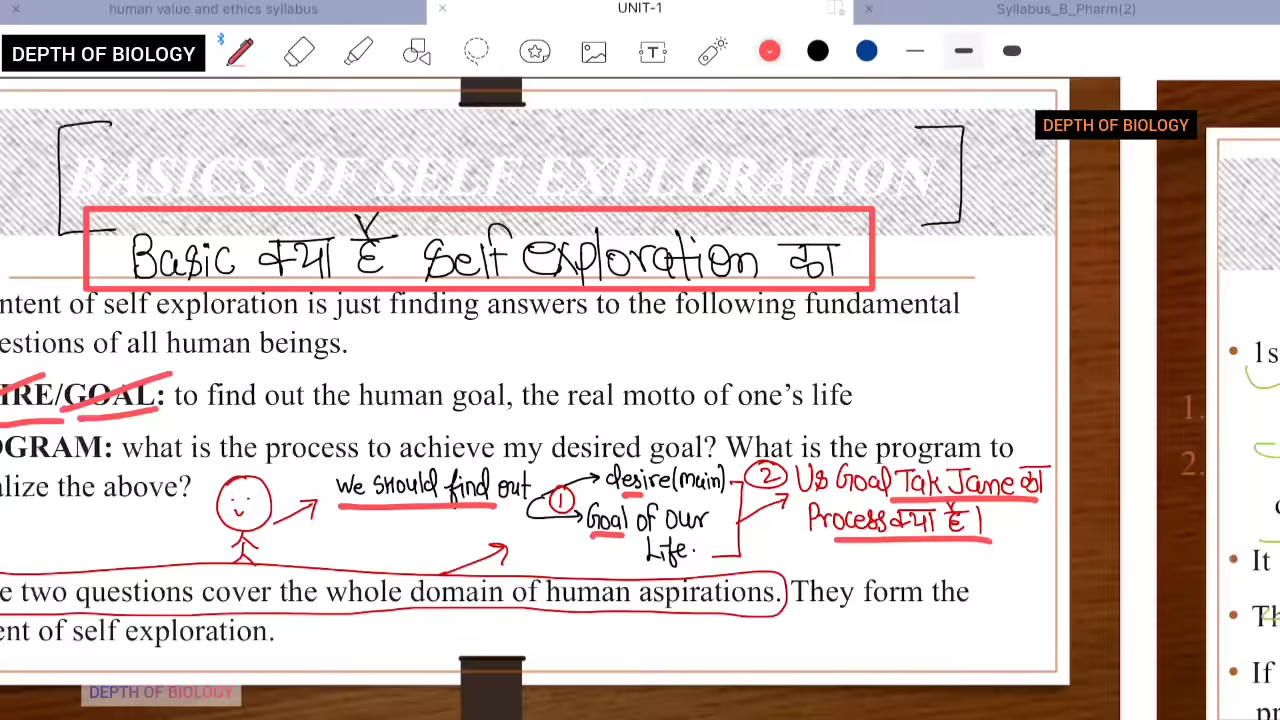 human value and ethics syllabus
UNIT-1
Syllabus_B_Pharm(2)
DEPTH OF BIOLOGY
DEPTH OF BIOLOGY
BASICS OF SELF EXPLORATION
Basic क्या है Self exploration का
ntent of self exploration is just finding answers to the following fundamental
estions of all human beings.
IRE/GOAL: to find out the human goal, the real motto of one's life
OGRAM: what is the process to achieve my desired goal? What is the program to
alize the above?
we should find out
1
desire(main)
Goal of our
Life.
2 Us Goal Tak Jane का
Process क्या है।
e two questions cover the whole domain of human aspirations. They form the
ent of self exploration.
DEPTH OF BIOLOGY
1s
1.
2.
It
Th
If
pr